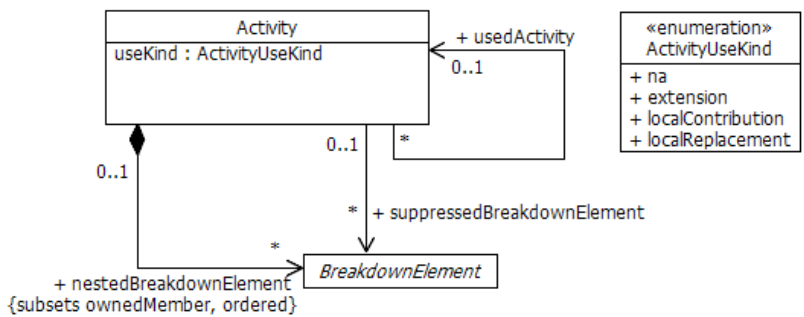 Activity
useKind : ActivityUseKind
+ usedActivity
0..1
«enumeration»
ActivityUseKind
+ na
+ extension
+ localContribution
+ localReplacement
0..1
0..1
*
* + suppressedBreakdownElement
*
BreakdownElement
+ nestedBreakdownElement
{subsets ownedMember, ordered}